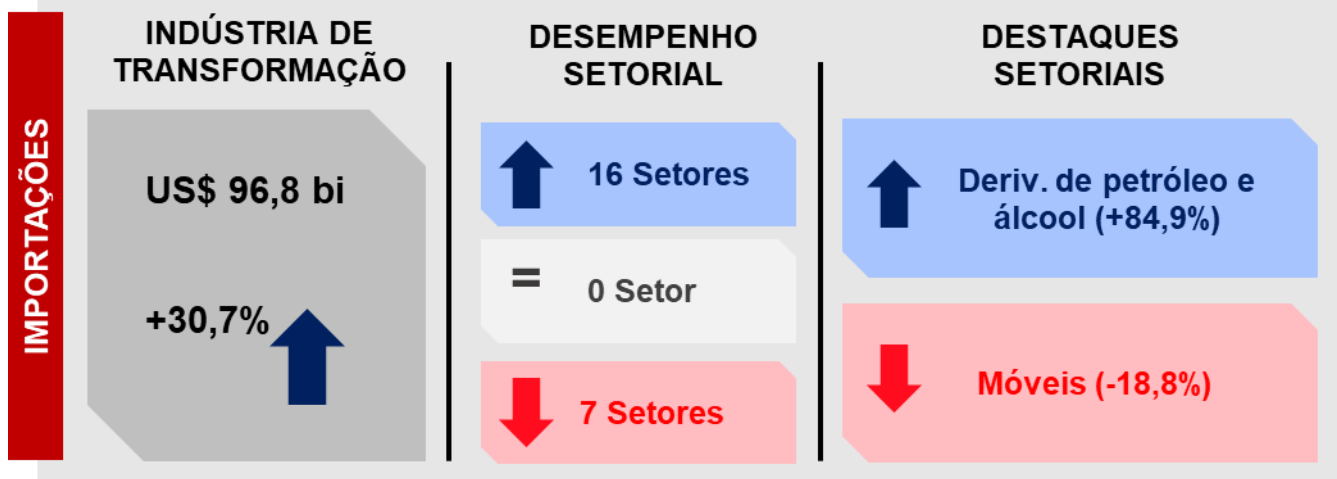 IMPORTAÇÕES
INDÚSTRIA DE
TRANSFORMAÇÃO
US$ 96,8 bi
+30,7%
DESEMPENHO
SETORIAL
16 Setores
=
0 Setor
7 Setores
DESTAQUES
SETORIAIS
Deriv. de petróleo e
álcool (+84,9%)
Móveis (-18,8%)